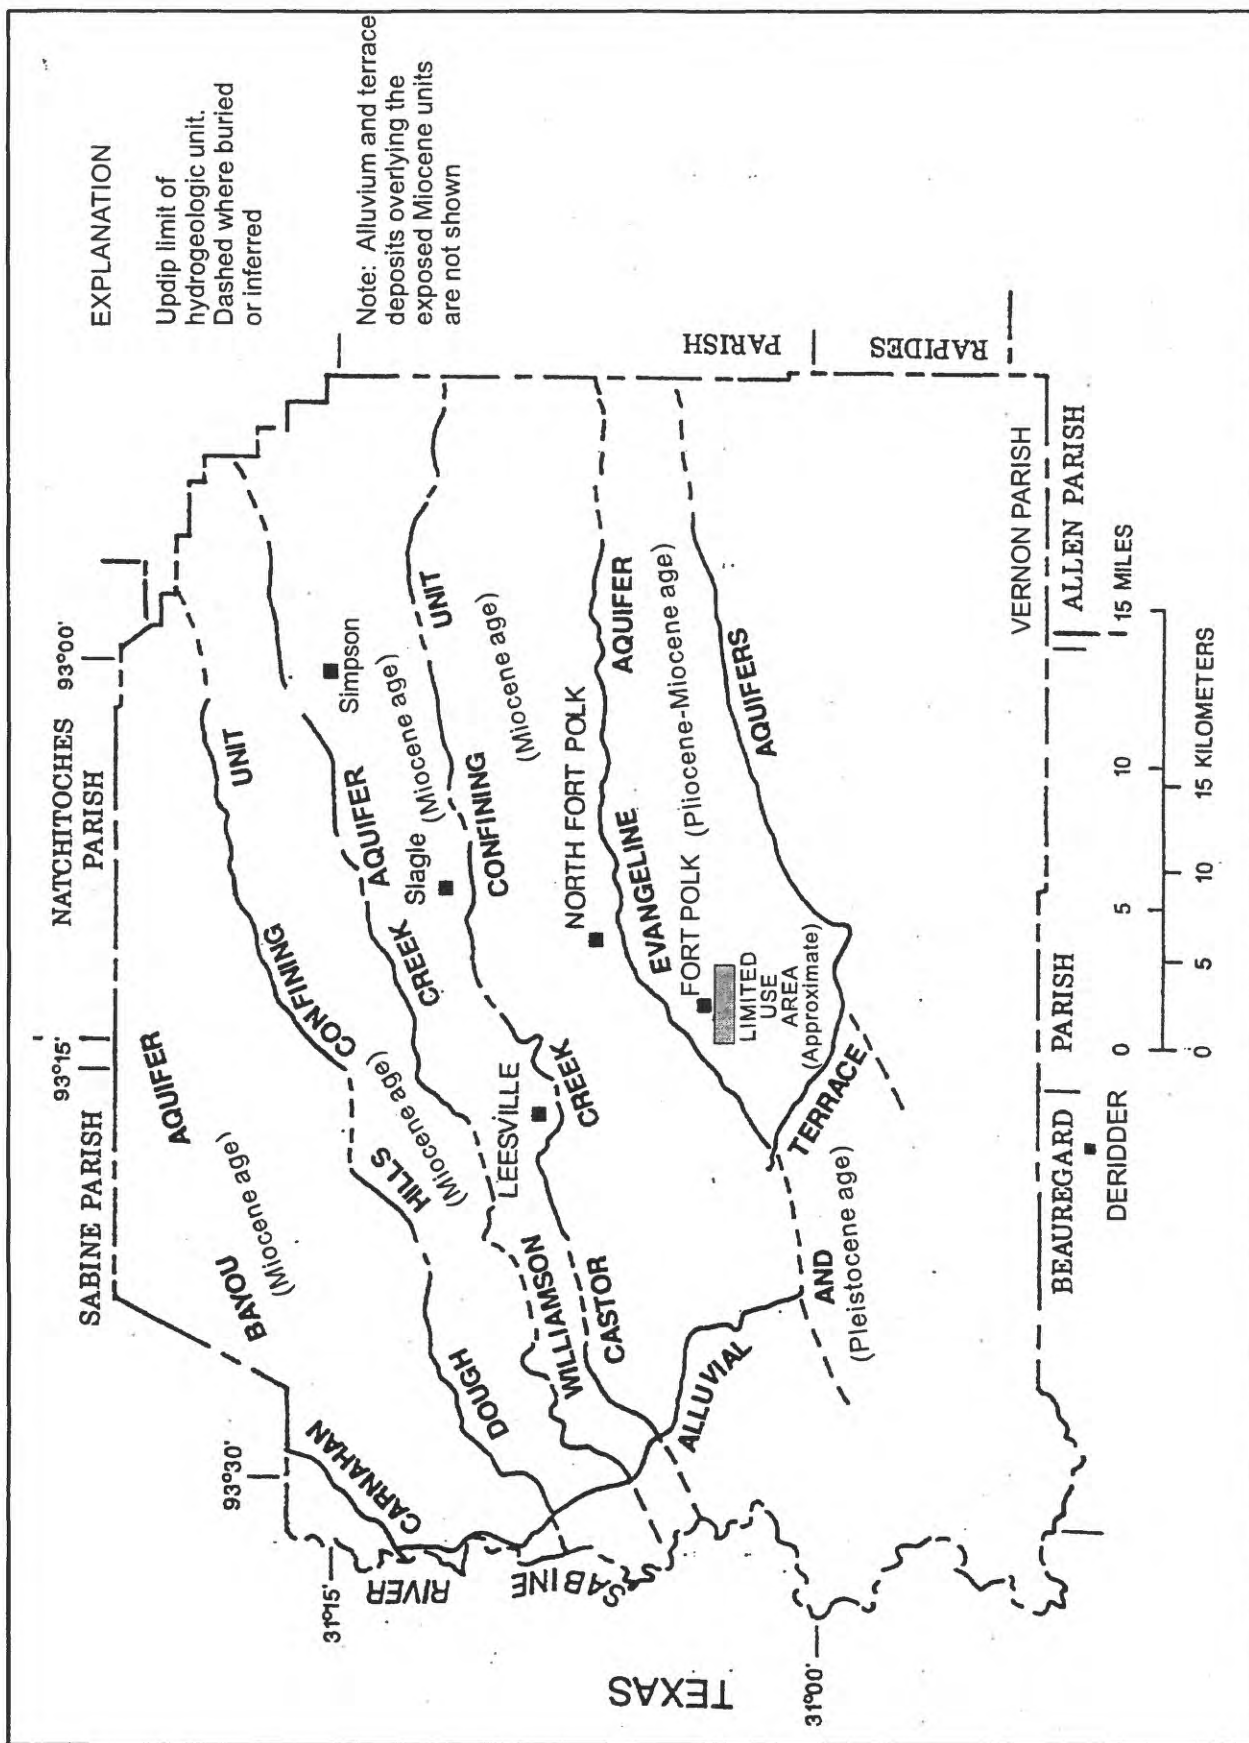 EXPLANATION
Updip limit of
hydrogeologic unit.
Dashed where buried
or inferred
Note: Alluvium and terrace
deposits overlying the
exposed Miocene units
are not shown
SABINE PARISH
NATCHITOCHES
PARISH
93°30'
93°15'
93°00'
31°15'
31°00'
TEXAS
SABINE
RIVER
CARNAHAN
BAYOU
AQUIFER
(Miocene age)
DOUGH
HILLS
CONFINING
UNIT
(Miocene age)
WILLIAMSON
CREEK
AQUIFER
(Miocene age)
Simpson
Slagle
CASTOR
CREEK
CONFINING
UNIT
(Miocene age)
LEESVILLE
NORTH FORT POLK
EVANGELINE
AQUIFER
(Pliocene-Miocene age)
FORT POLK
LIMITED
USE
AREA
(Approximate)
ALLUVIAL
AND
TERRACE
AQUIFERS
(Pleistocene age)
RAPIDES
PARISH
VERNON PARISH
BEAUREGARD
PARISH
ALLEN PARISH
DERIDDER
0 5 10 15 MILES
0 5 10 15 KILOMETERS